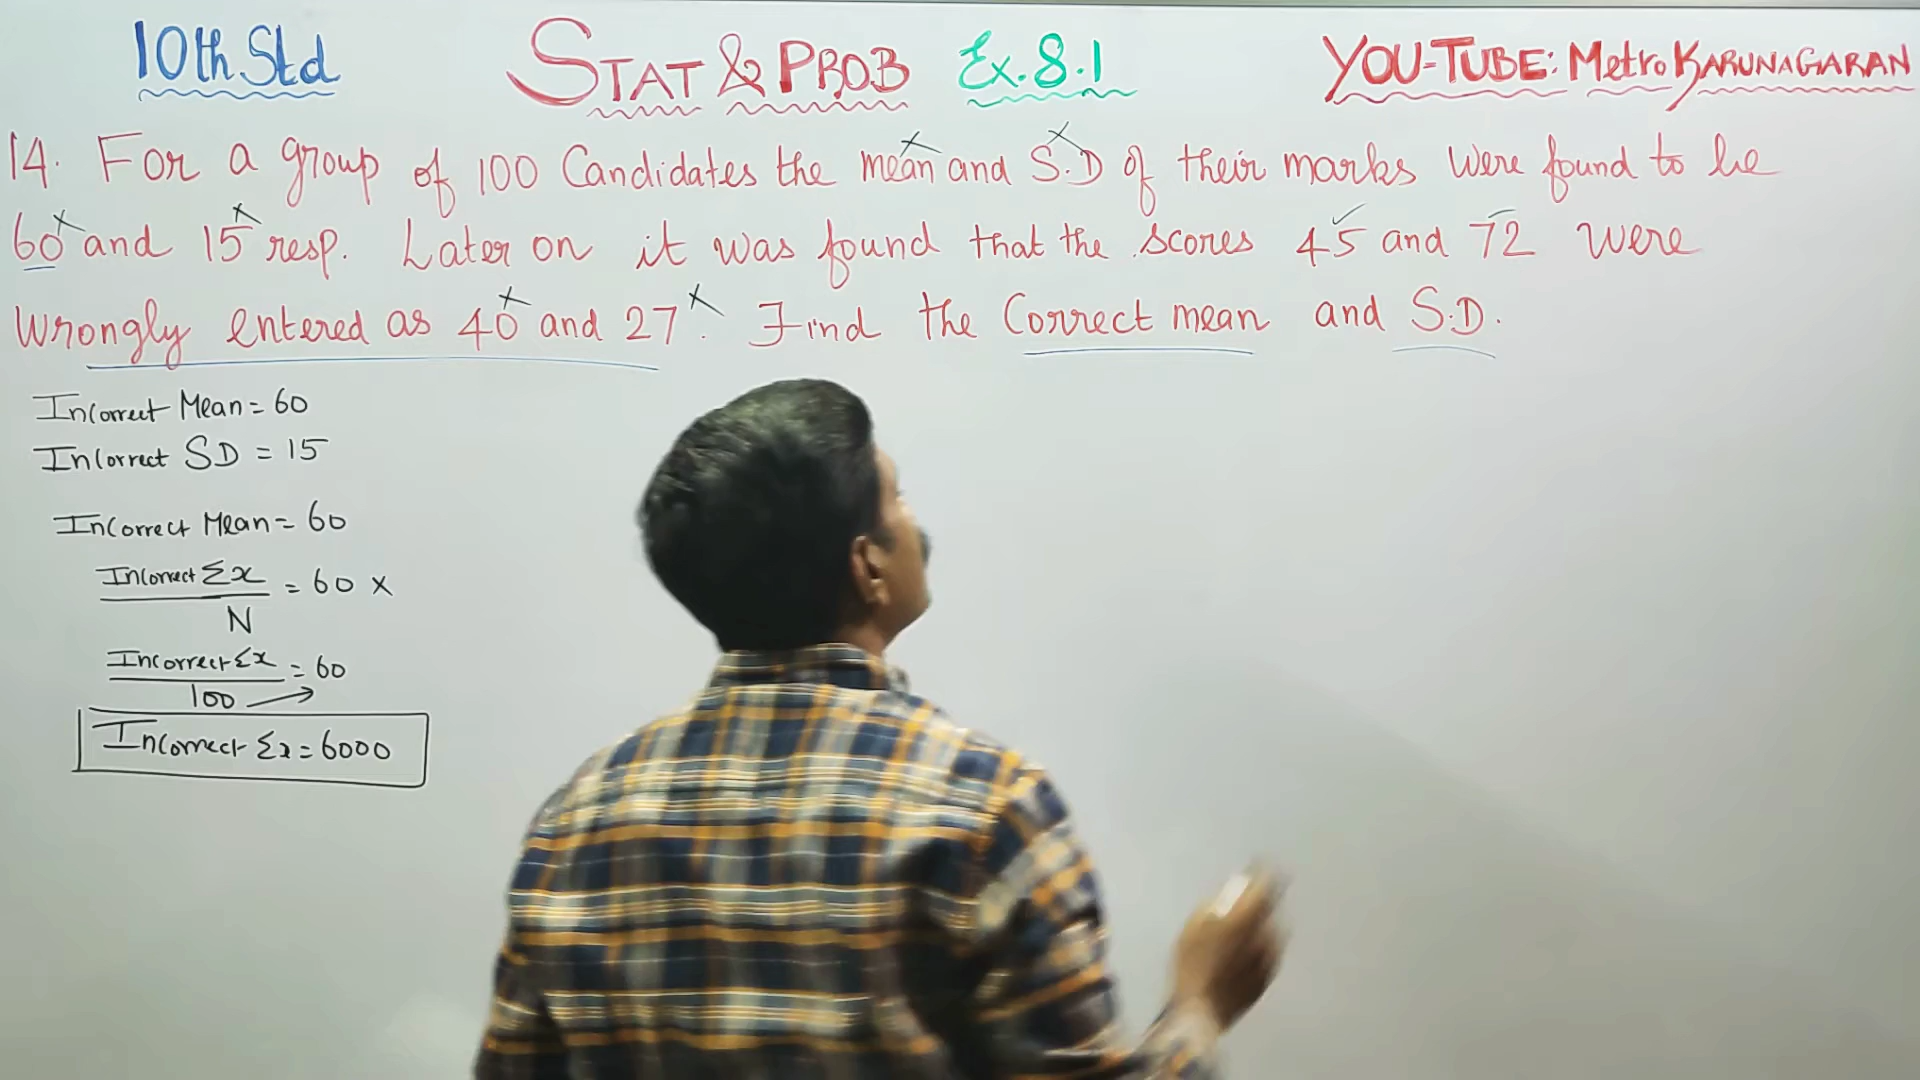 10th Std STAT & PROB Ex. 8.1 YOU-TUBE: Metro KARUNAGARAN
14. For a group of 100 Candidates the mean and S.D of their marks were found to be
60 and 15 resp. Later on it was found that the scores 45 and 72 were
wrongly entered as 40 and 27. Find the Correct mean and S.D.
Incorrect Mean = 60
Incorrect SD = 15
Incorrect Mean = 60
Incorrect Σx
= 60 ×
N
Incorrect Σx
= 60
100
Incorrect Σx = 6000